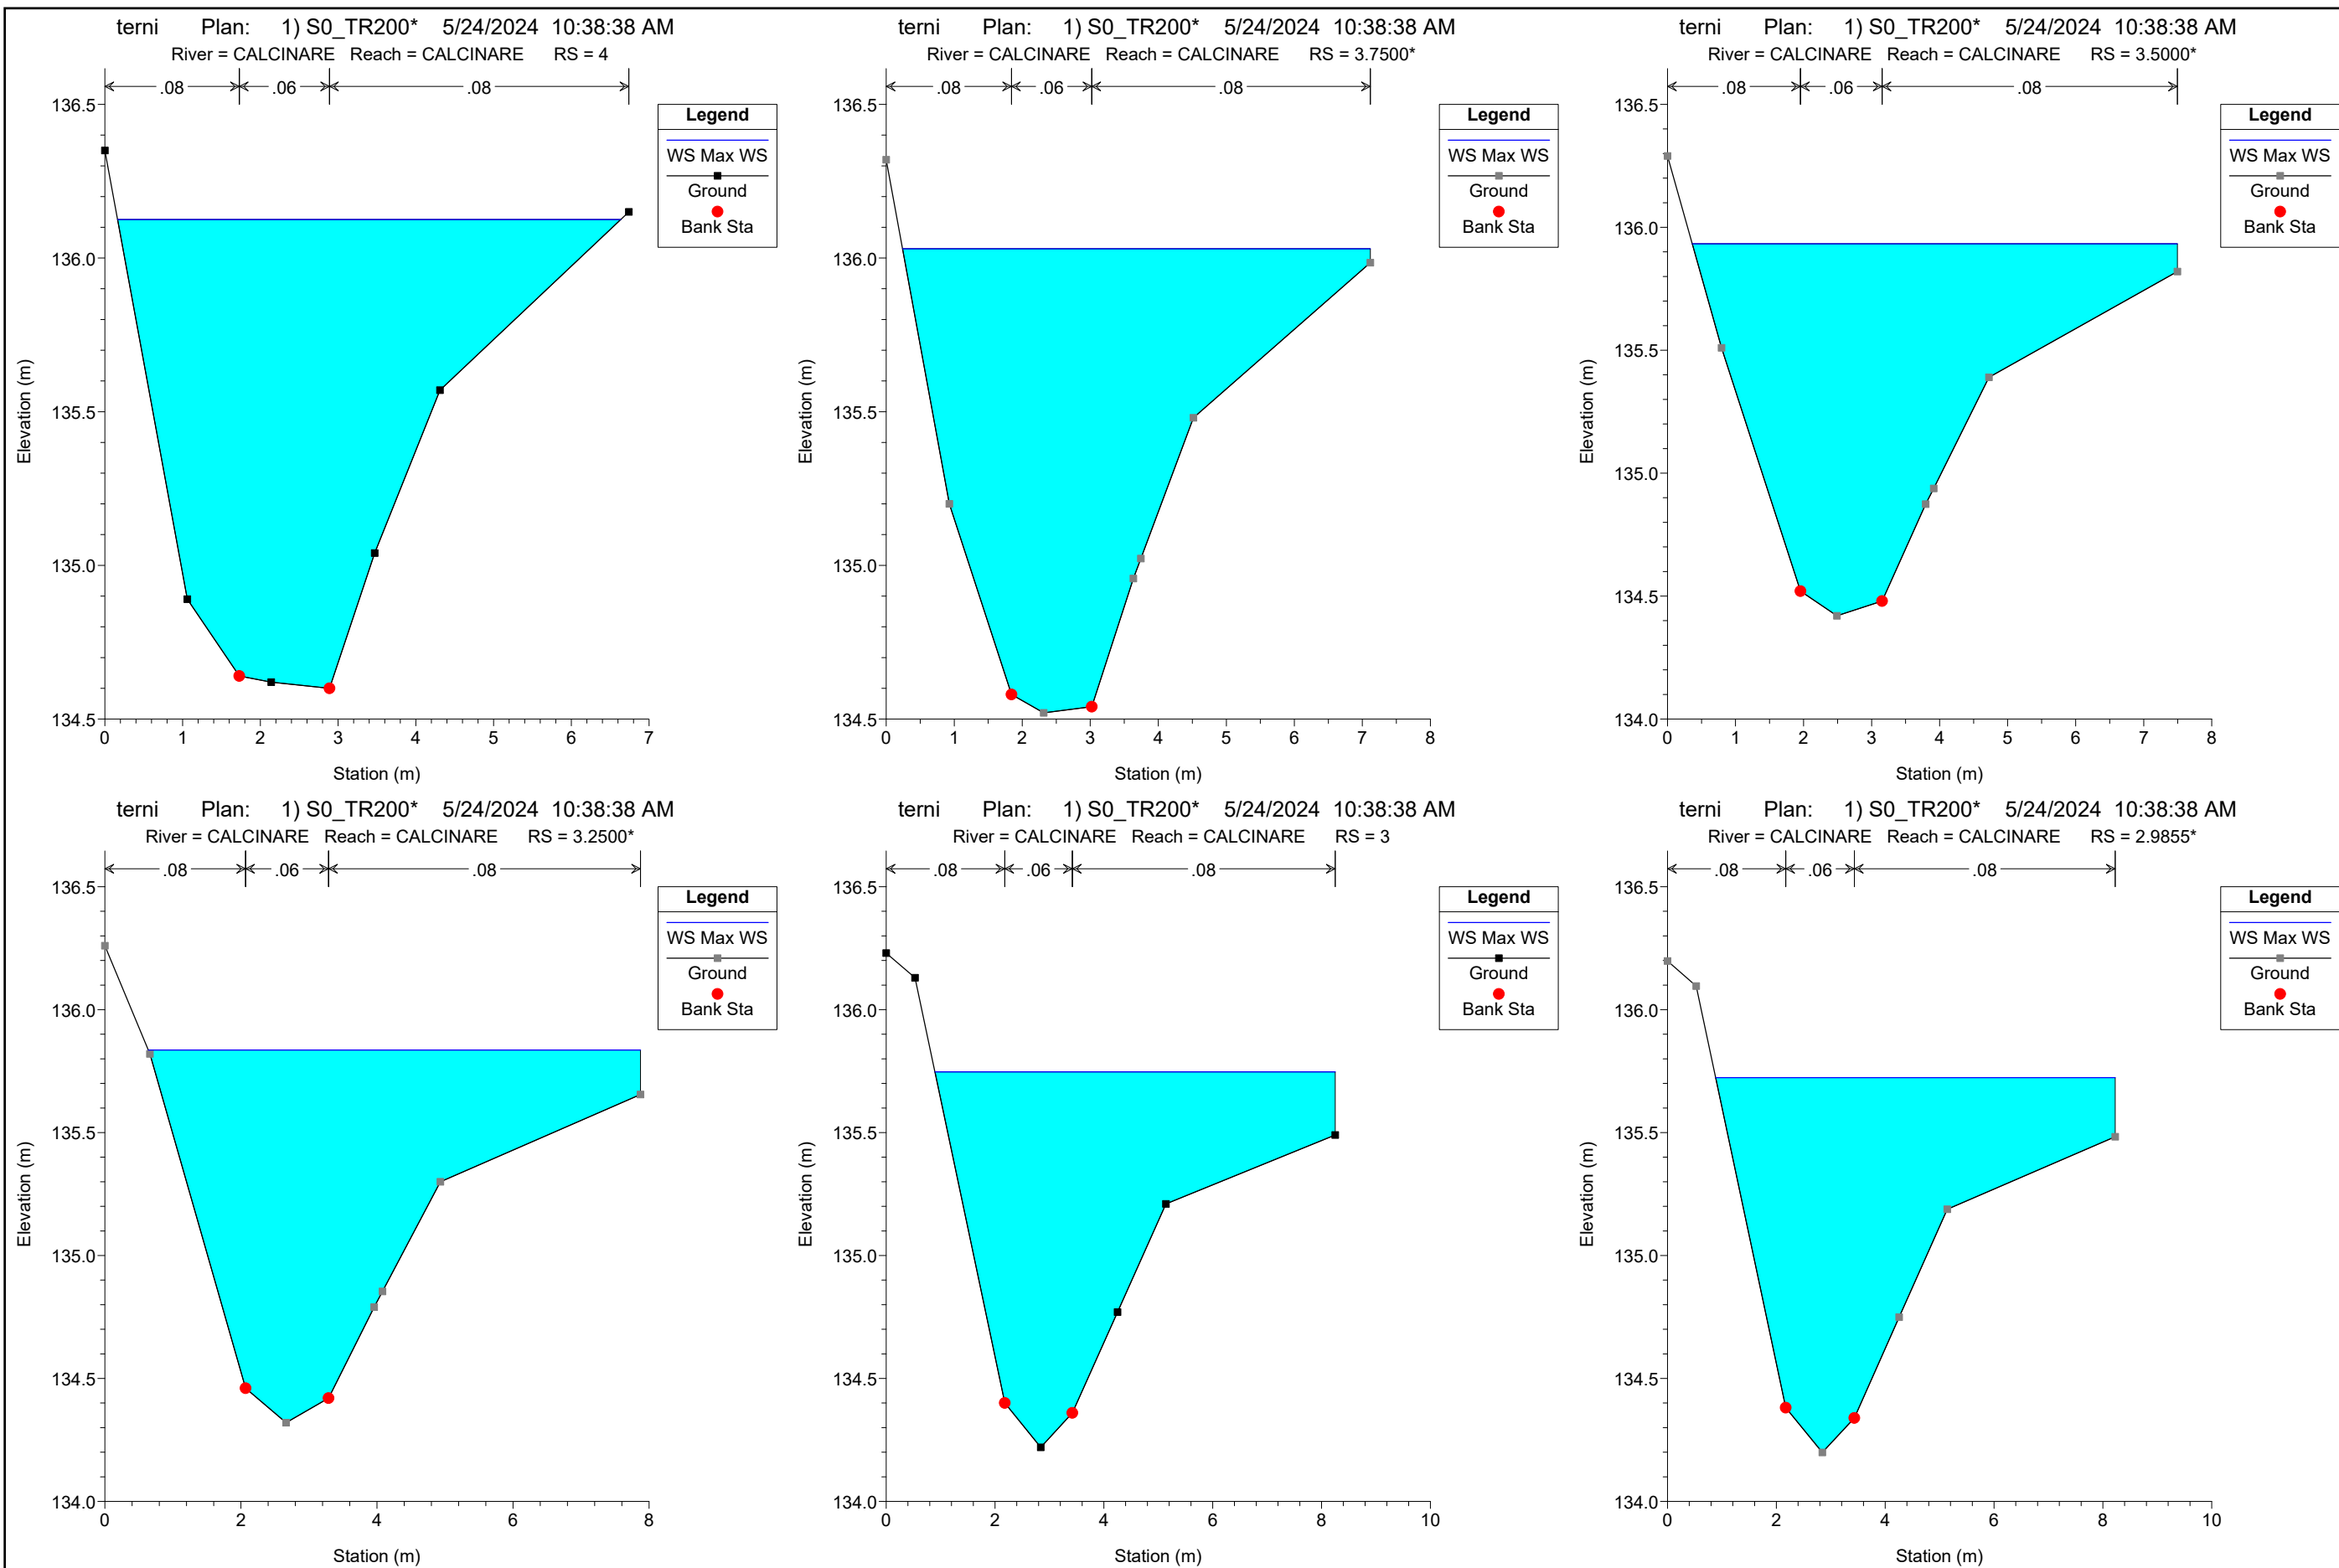 terni Plan: 1) S0_TR200* 5/24/2024 10:38:38 AM
River = CALCINARE Reach = CALCINARE RS = 4
.08 .06 .08
136.5
136.0
135.5
135.0
134.5
0 1 2 3 4 5 6 7
Station (m)
Elevation (m)
Legend
WS Max WS
Ground
Bank Sta
terni Plan: 1) S0_TR200* 5/24/2024 10:38:38 AM
River = CALCINARE Reach = CALCINARE RS = 3.7500*
.08 .06 .08
136.5
136.0
135.5
135.0
134.5
0 1 2 3 4 5 6 7 8
Station (m)
Elevation (m)
Legend
WS Max WS
Ground
Bank Sta
terni Plan: 1) S0_TR200* 5/24/2024 10:38:38 AM
River = CALCINARE Reach = CALCINARE RS = 3.5000*
.08 .06 .08
136.5
136.0
135.5
135.0
134.5
134.0
0 1 2 3 4 5 6 7 8
Station (m)
Elevation (m)
Legend
WS Max WS
Ground
Bank Sta
terni Plan: 1) S0_TR200* 5/24/2024 10:38:38 AM
River = CALCINARE Reach = CALCINARE RS = 3.2500*
.08 .06 .08
136.5
136.0
135.5
135.0
134.5
134.0
0 2 4 6 8
Station (m)
Elevation (m)
Legend
WS Max WS
Ground
Bank Sta
terni Plan: 1) S0_TR200* 5/24/2024 10:38:38 AM
River = CALCINARE Reach = CALCINARE RS = 3
.08 .06 .08
136.5
136.0
135.5
135.0
134.5
134.0
0 2 4 6 8 10
Station (m)
Elevation (m)
Legend
WS Max WS
Ground
Bank Sta
terni Plan: 1) S0_TR200* 5/24/2024 10:38:38 AM
River = CALCINARE Reach = CALCINARE RS = 2.9855*
.08 .06 .08
136.5
136.0
135.5
135.0
134.5
134.0
0 2 4 6 8 10
Station (m)
Elevation (m)
Legend
WS Max WS
Ground
Bank Sta